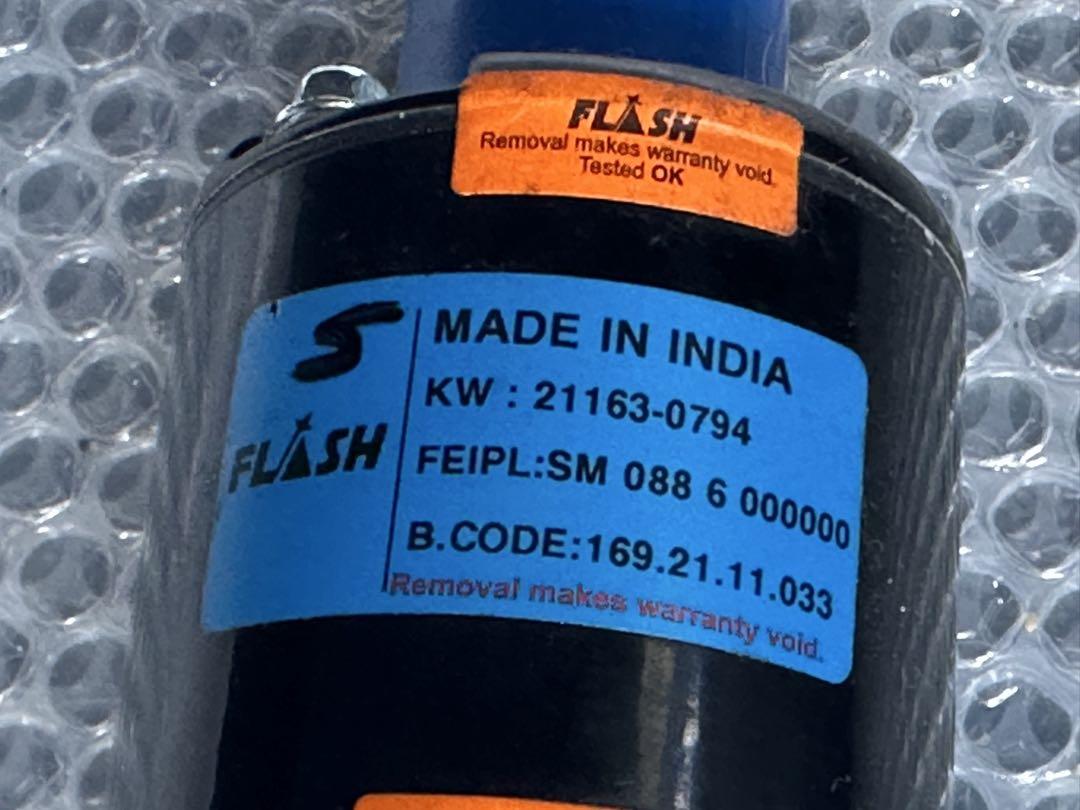 FLASH
Removal makes warranty void.
Tested OK
S
FLASH
MADE IN INDIA
KW : 21163-0794
FEIPL:SM 088 6 000000
B.CODE:169.21.11.033
Removal makes warranty void.